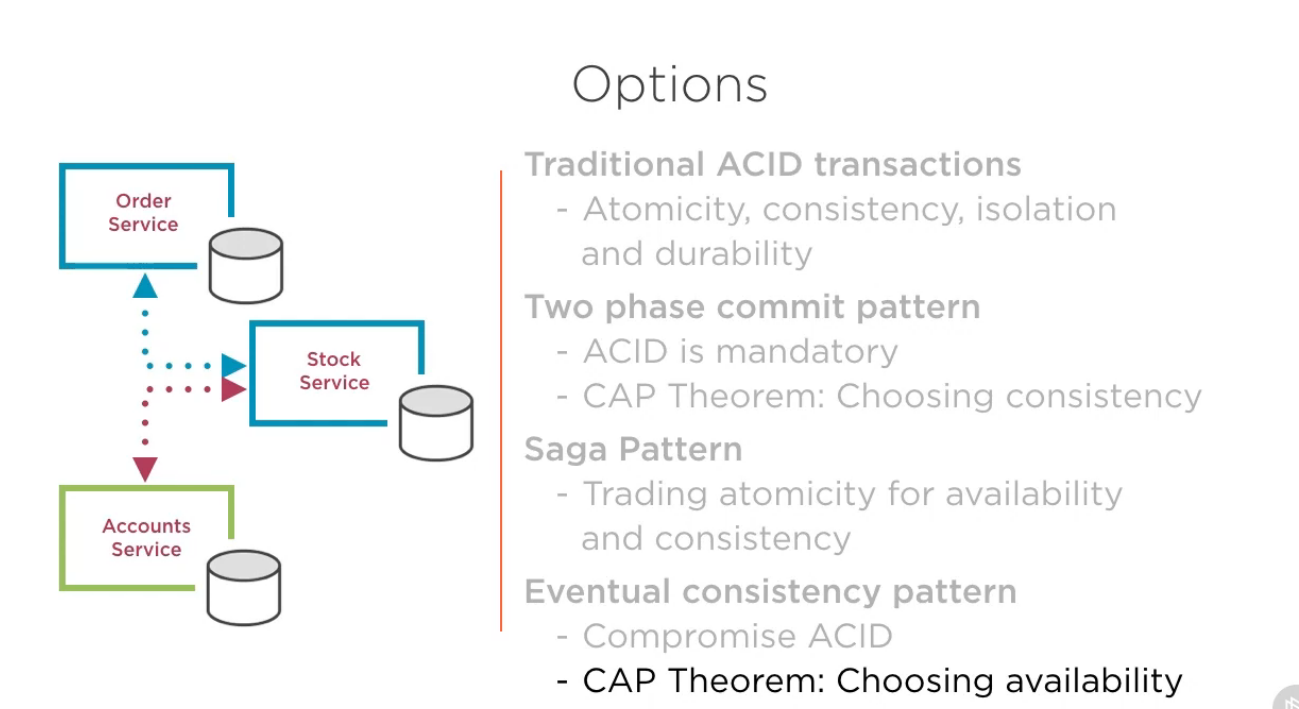 Options
Order
Service
Stock
Service
Accounts
Service
Traditional ACID transactions
- Atomicity, consistency, isolation
and durability
Two phase commit pattern
- ACID is mandatory
- CAP Theorem: Choosing consistency
Saga Pattern
- Trading atomicity for availability
and consistency
Eventual consistency pattern
- Compromise ACID
- CAP Theorem: Choosing availability